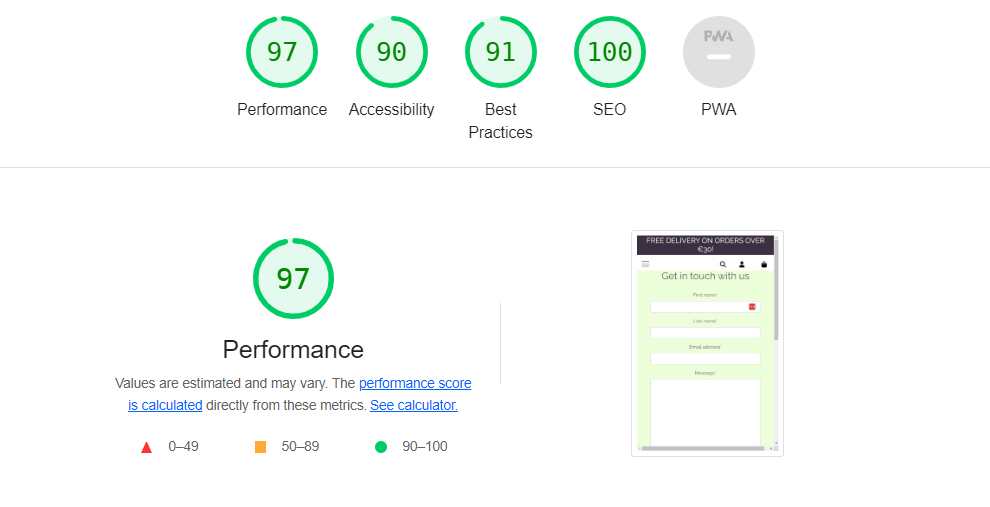 97
90
91
100
PWA
Performance
Accessibility
Best
Practices
SEO
PWA
97
Performance
Values are estimated and may vary. The performance score
is calculated directly from these metrics. See calculator.
0–49
50–89
90–100
FREE DELIVERY ON ORDERS OVER
€30!
Get in touch with us
First name*
Last name*
Email address*
Message*